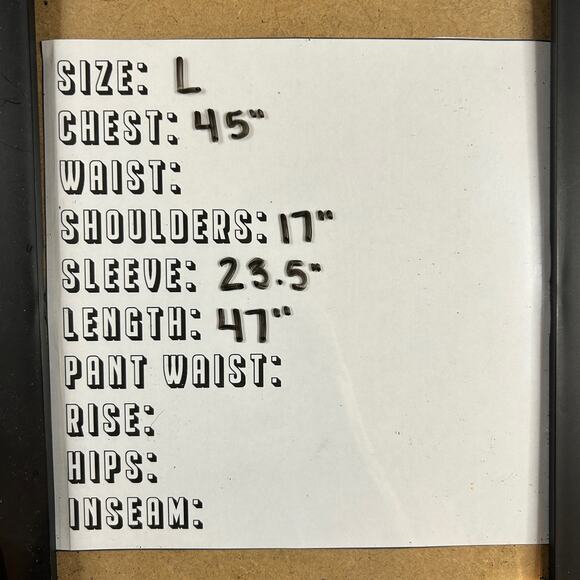 SIZE: L
CHEST: 45"
WAIST:
SHOULDERS: 17"
SLEEVE: 23.5"
LENGTH: 47"
PANT WAIST:
RISE:
HIPS:
INSEAM: